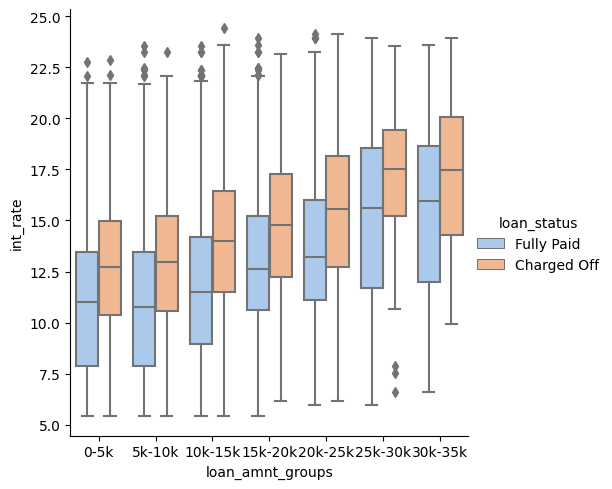 25.0
22.5
20.0
17.5
15.0
12.5
10.0
7.5
5.0
int_rate
loan_status
Fully Paid
Charged Off
0-5k 5k-10k 10k-15k 15k-20k 20k-25k 25k-30k 30k-35k
loan_amnt_groups